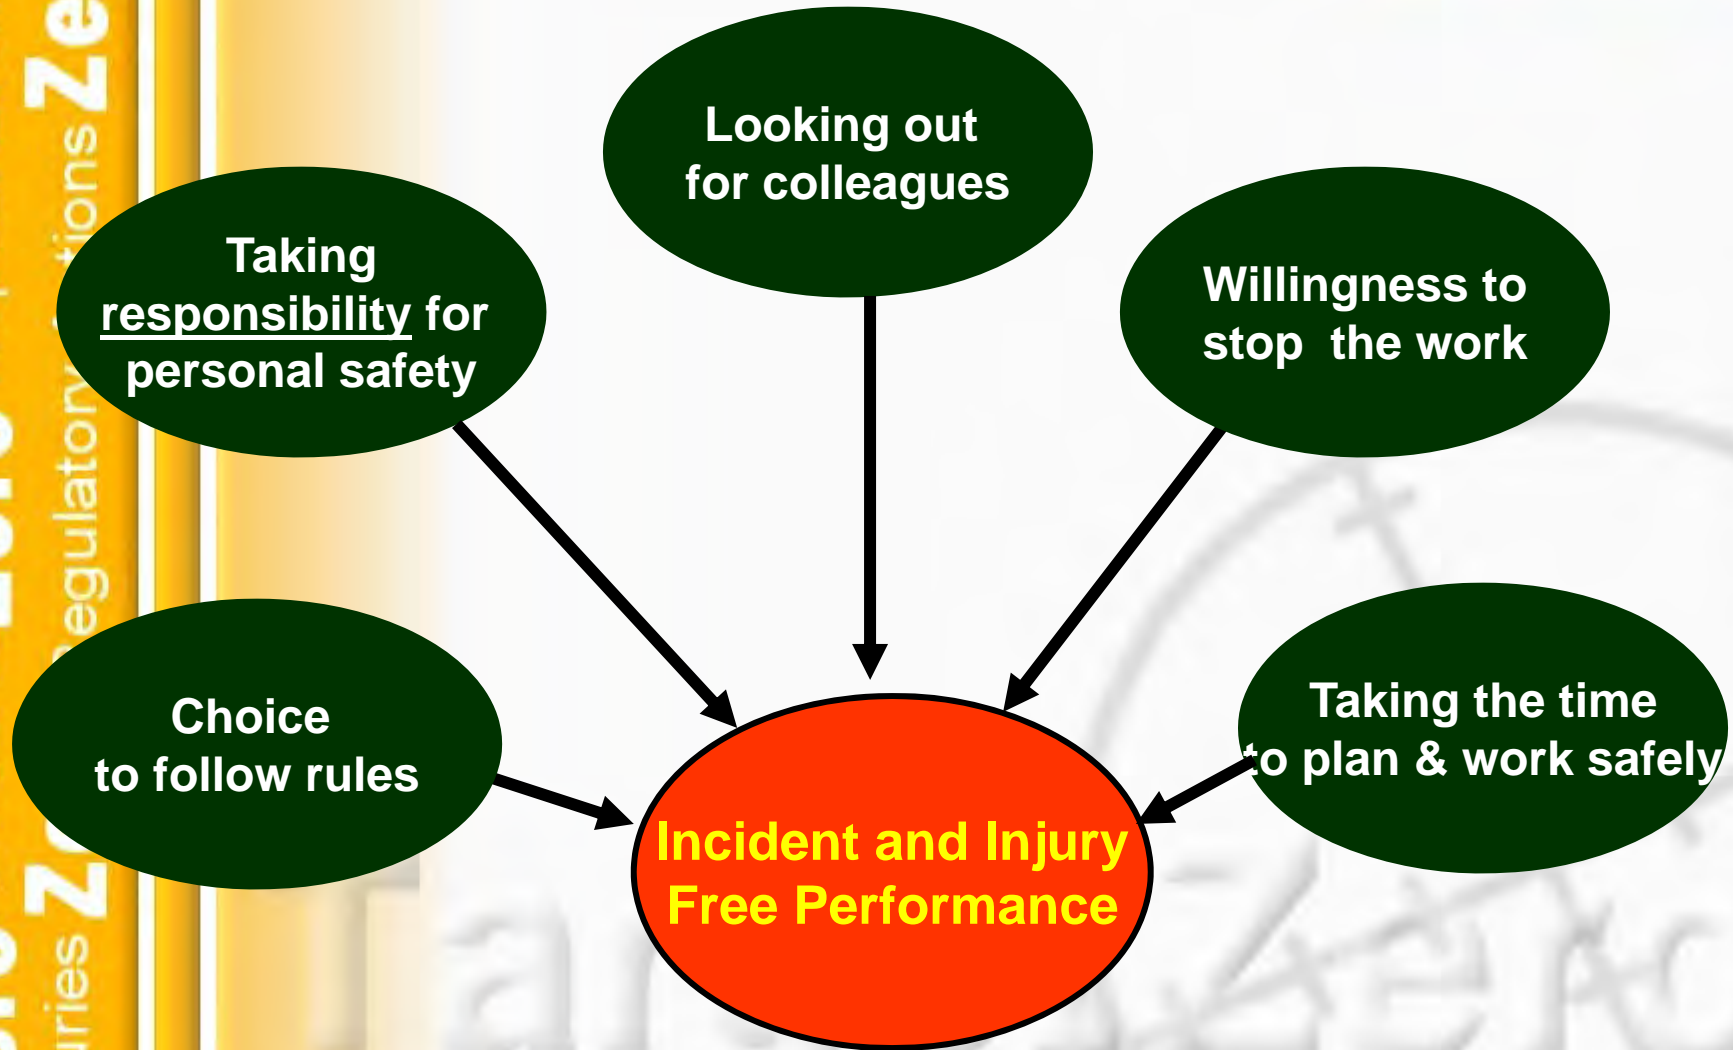 Looking out
for colleagues
Taking
responsibility for
personal safety
Willingness to
stop  the work
Choice
to follow rules
Taking the time
to plan & work safely
Incident and Injury
Free Performance
Zero